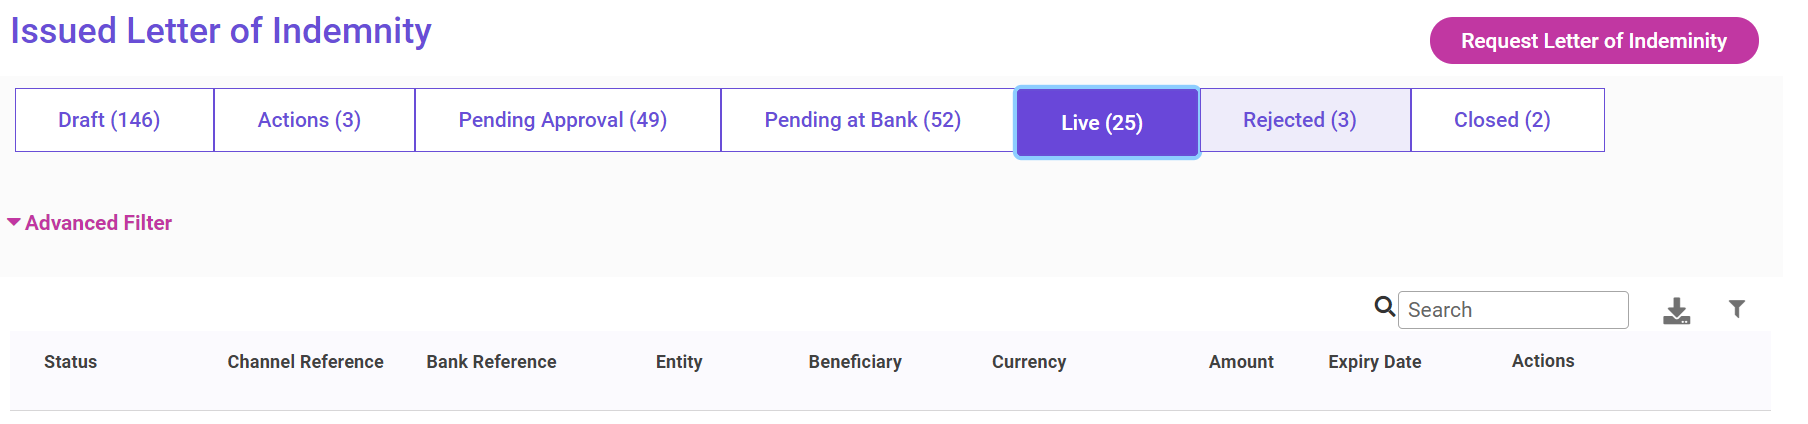 Issued Letter of Indemnity
Request Letter of Indeminity
Draft (146) Actions (3) Pending Approval (49) Pending at Bank (52) Live (25) Rejected (3) Closed (2)
Advanced Filter
Search
Status Channel Reference Bank Reference Entity Beneficiary Currency Amount Expiry Date Actions